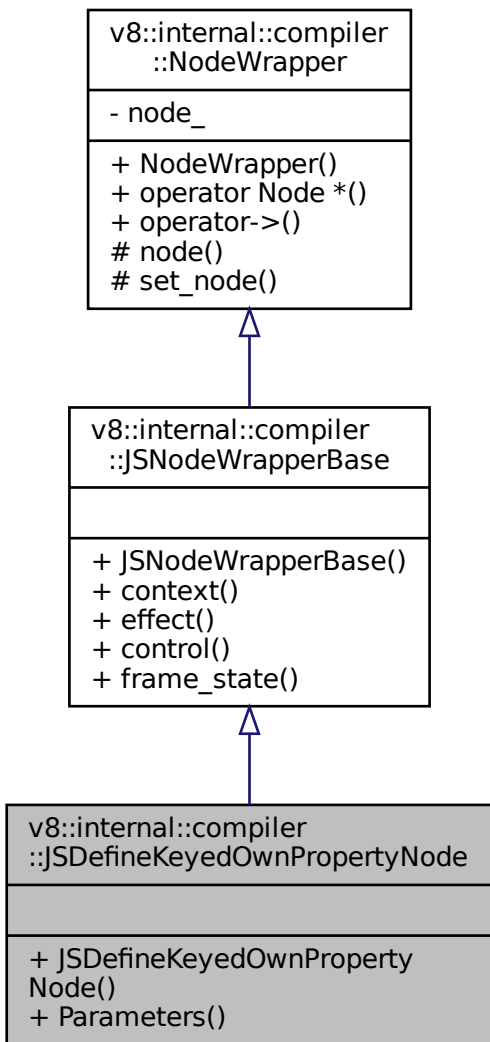 v8::internal::compiler
::NodeWrapper
- node_
+ NodeWrapper()
+ operator Node *()
+ operator->()
# node()
# set_node()
v8::internal::compiler
::JSNodeWrapperBase
+ JSNodeWrapperBase()
+ context()
+ effect()
+ control()
+ frame_state()
v8::internal::compiler
::JSDefineKeyedOwnPropertyNode
+ JSDefineKeyedOwnProperty
Node()
+ Parameters()